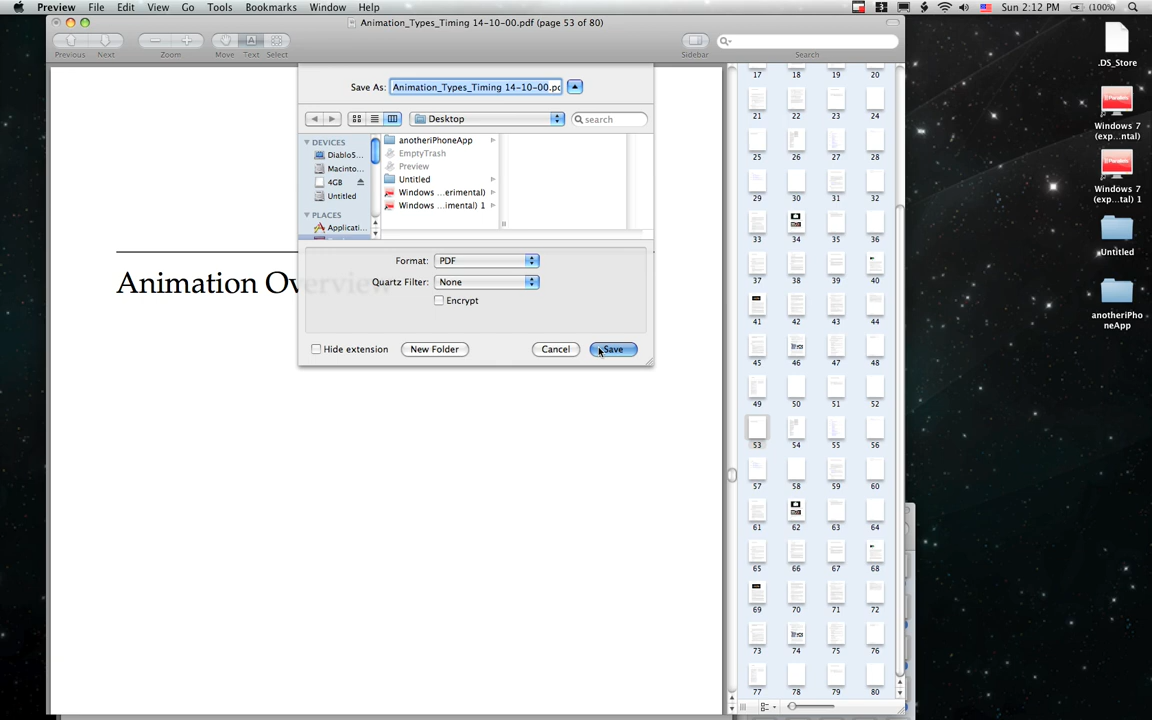 Preview File Edit View Go Tools Bookmarks Window Help
3 (100%) Sun 2:12 PM
Animation_Types_Timing 14-10-00.pdf (page 53 of 80)
Previous Next Zoom Move Text Select Sidebar Search
Save As: Animation_Types_Timing 14-10-00.pd
Desktop
search
DEVICES
DiabloS...
Macinto...
4GB
Untitled
PLACES
Applicati...
anotheriPhoneApp
EmptyTrash
Preview
Untitled
Windows ...erimental)
Windows ...imental) 1
Format: PDF
Quartz Filter: None
Encrypt
Hide extension
New Folder
Cancel
Save
Animation Overview
17 18 19 20
21 22 23 24
25 26 27 28
29 30 31 32
33 34 35 36
37 38 39 40
41 42 43 44
45 46 47 48
49 50 51 52
53 54 55 56
57 58 59 60
61 62 63 64
65 66 67 68
69 70 71 72
73 74 75 76
77 78 79 80
.DS_Store
Windows 7
(exp...ntal)
Windows 7
(exp...tal) 1
Untitled
anotheriPho
neApp